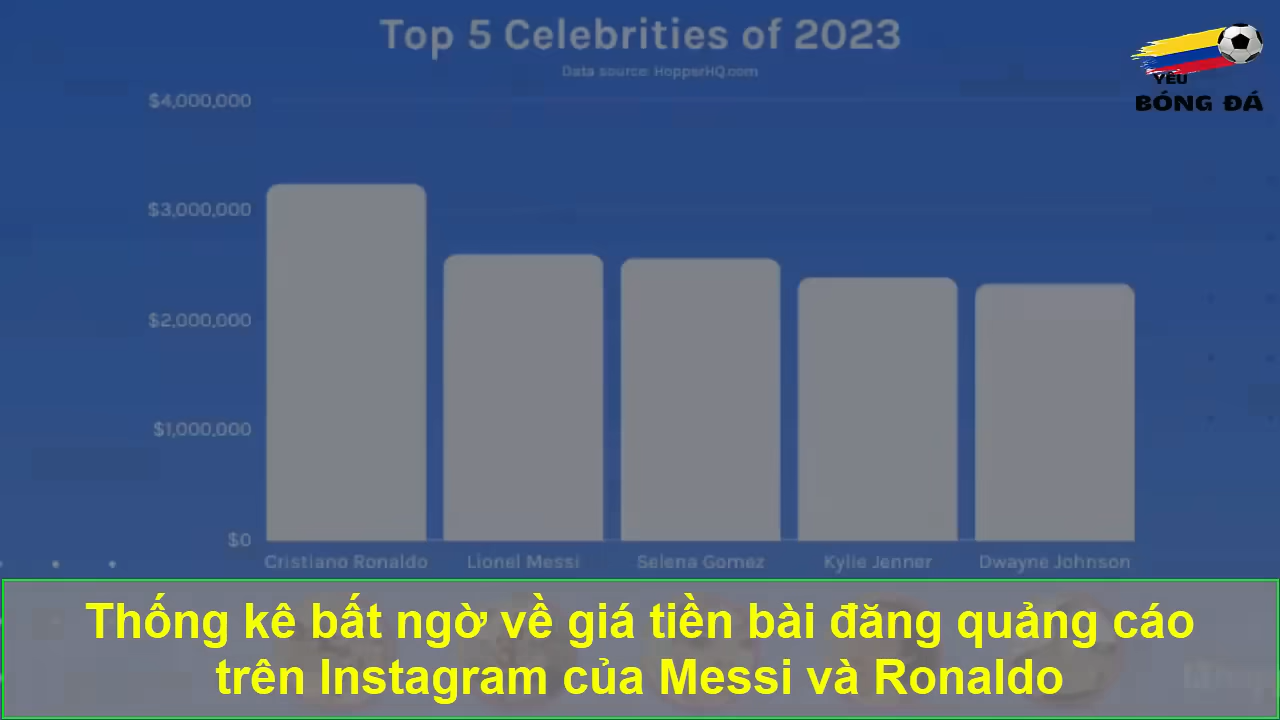 Top 5 Celebrities of 2023
Data source: HopperHQ.com
YÊU
BÓNG ĐÁ
$4,000,000
$3,000,000
$2,000,000
$1,000,000
$0
Cristiano Ronaldo
Lionel Messi
Selena Gomez
Kylie Jenner
Dwayne Johnson
Thống kê bất ngờ về giá tiền bài đăng quảng cáo
trên Instagram của Messi và Ronaldo